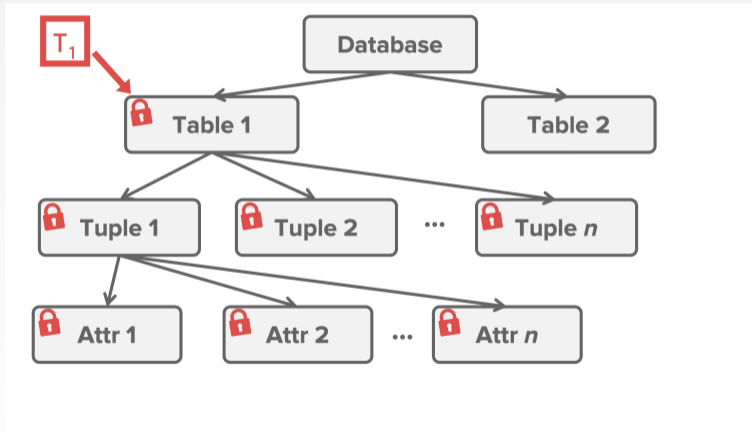 T₁
Database
Table 1
Table 2
Tuple 1
Tuple 2
...
Tuple n
Attr 1
Attr 2
...
Attr n